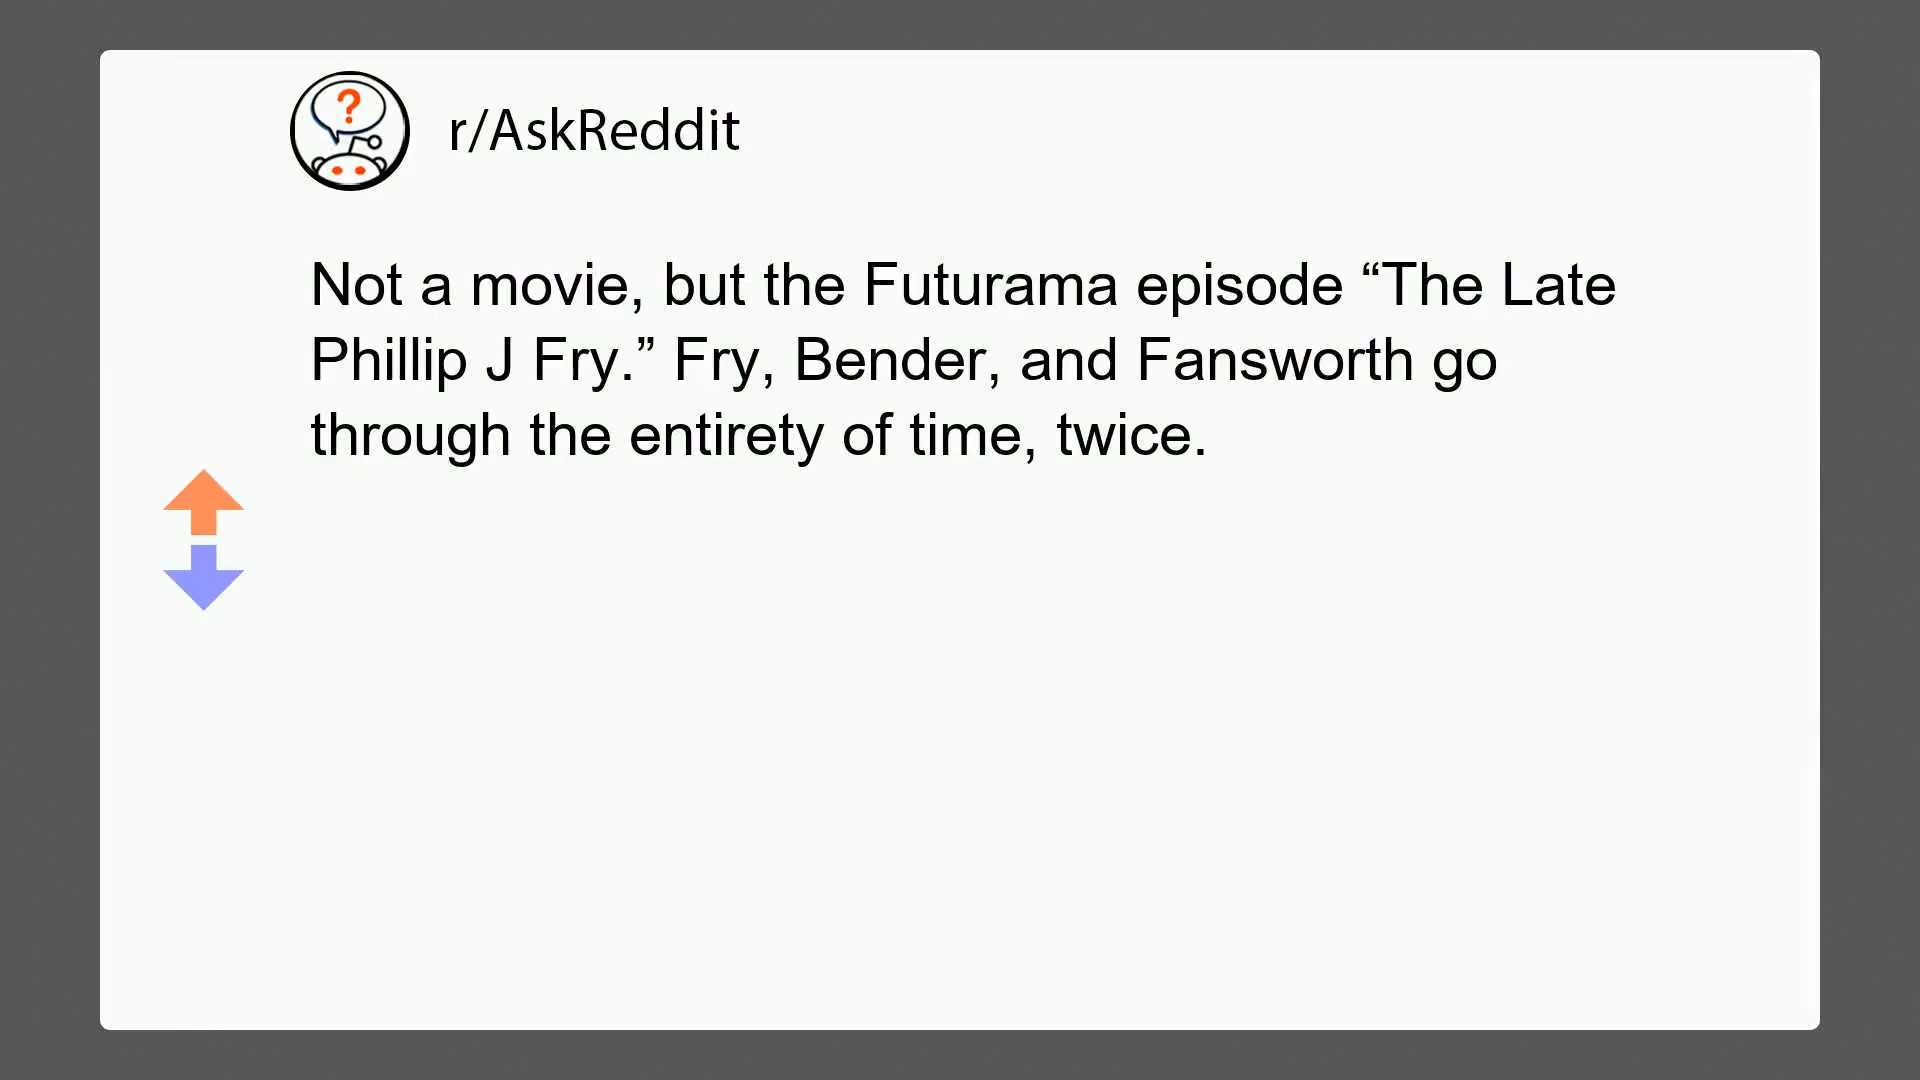 r/AskReddit
Not a movie, but the Futurama episode “The Late
Phillip J Fry.” Fry, Bender, and Fansworth go
through the entirety of time, twice.